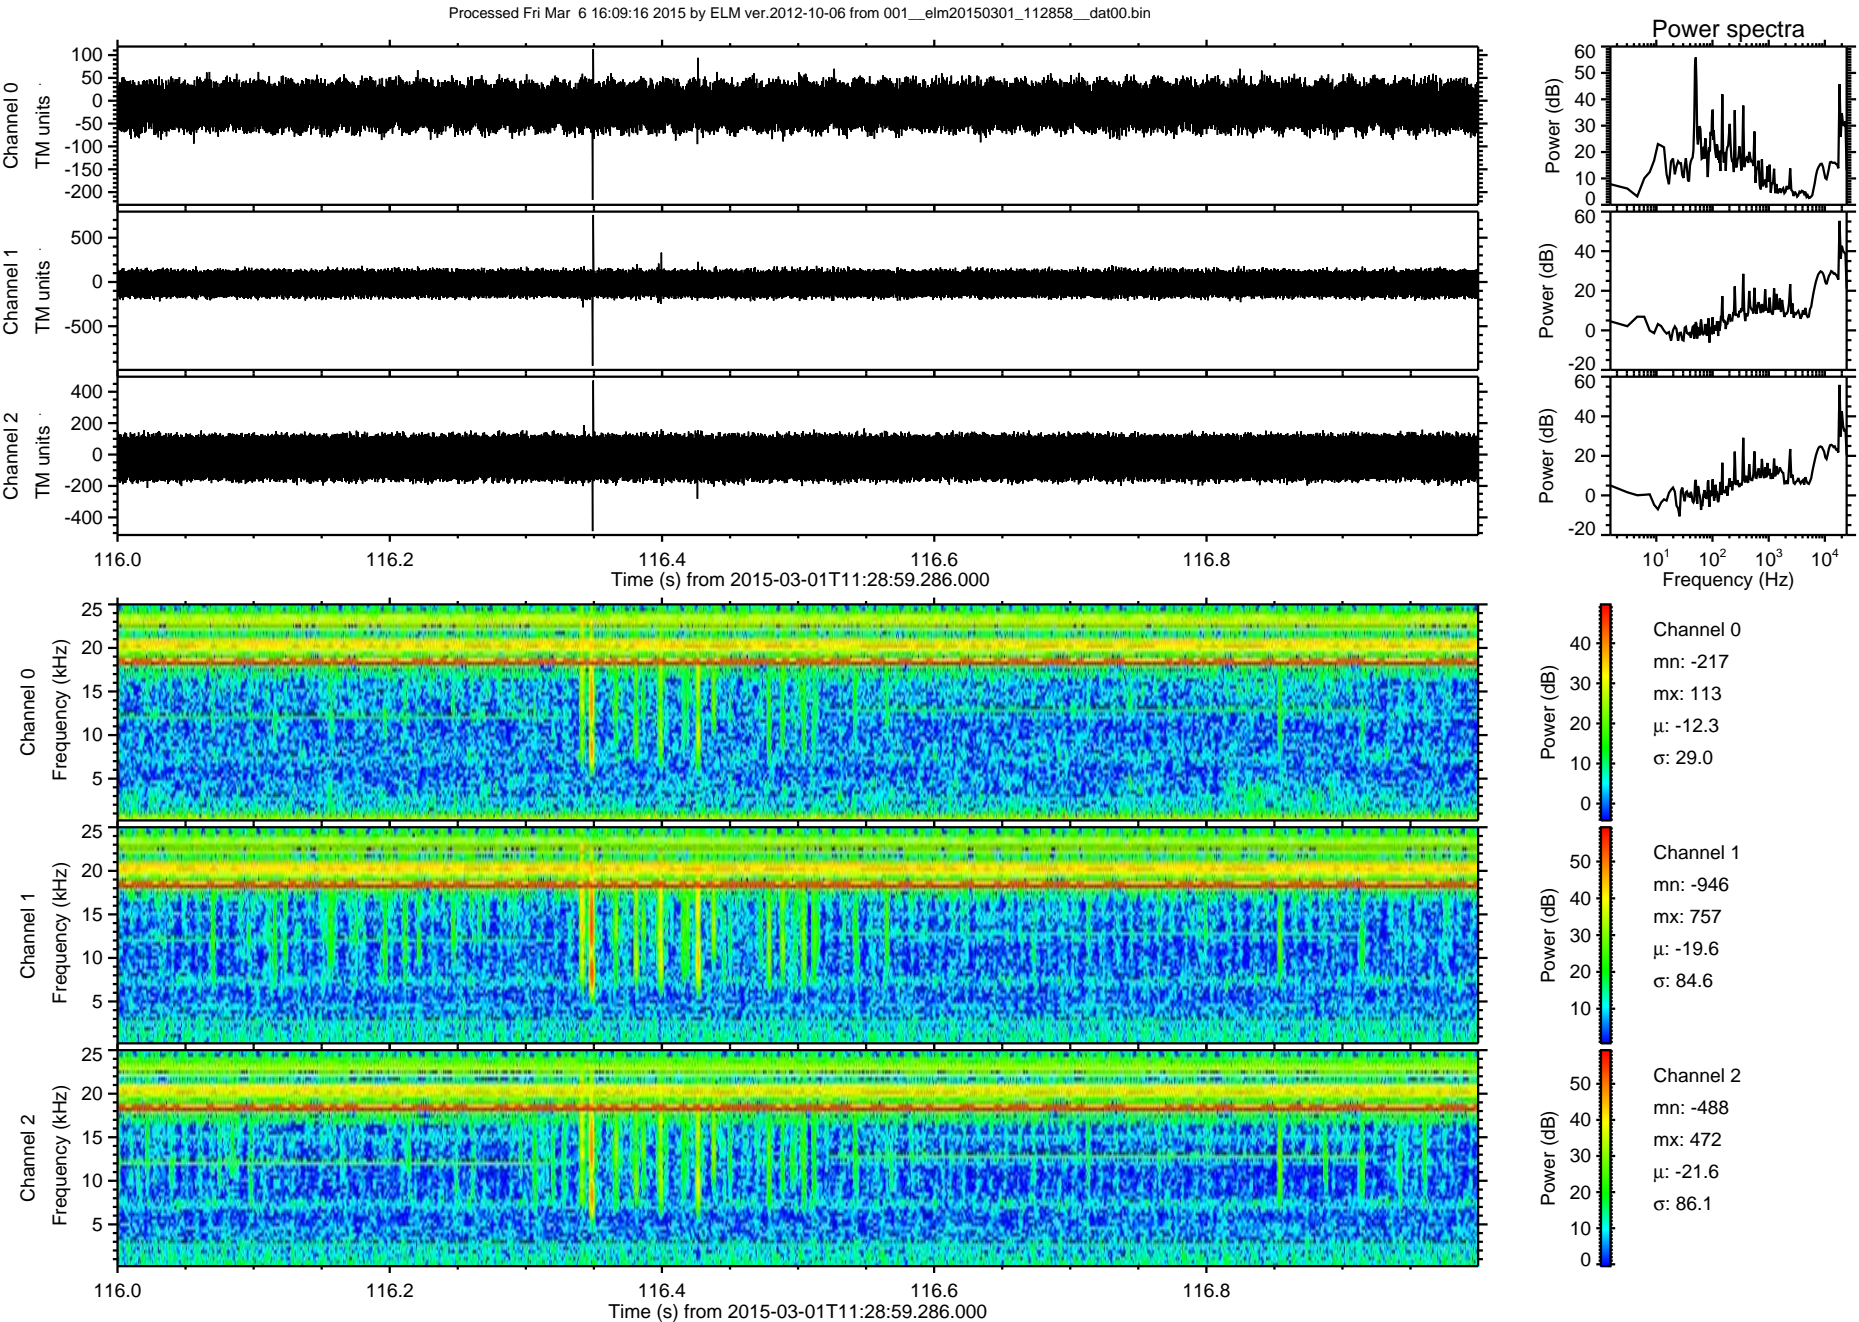 Processed Fri Mar  6 16:09:16 2015 by ELM ver.2012-10-06 from 001__elm20150301_112858__dat00.bin
Power spectra
Channel 0
TM units
100
50
0
-50
-100
-150
-200
Power (dB)
60
50
40
30
20
10
0
Channel 1
TM units
500
0
-500
Power (dB)
60
40
20
0
-20
Channel 2
TM units
400
200
0
-200
-400
Power (dB)
60
40
20
0
-20
116.0 116.2 116.4 116.6 116.8
Time (s) from 2015-03-01T11:28:59.286.000
10^1 10^2 10^3 10^4
Frequency (Hz)
Channel 0
Frequency (kHz)
25
20
15
10
5
Power (dB)
40
30
20
10
0
Channel 0
mn: -217
mx: 113
µ: -12.3
σ: 29.0
Channel 1
Frequency (kHz)
25
20
15
10
5
Power (dB)
50
40
30
20
10
Channel 1
mn: -946
mx: 757
µ: -19.6
σ: 84.6
Channel 2
Frequency (kHz)
25
20
15
10
5
Power (dB)
50
40
30
20
10
0
Channel 2
mn: -488
mx: 472
µ: -21.6
σ: 86.1
116.0 116.2 116.4 116.6 116.8
Time (s) from 2015-03-01T11:28:59.286.000